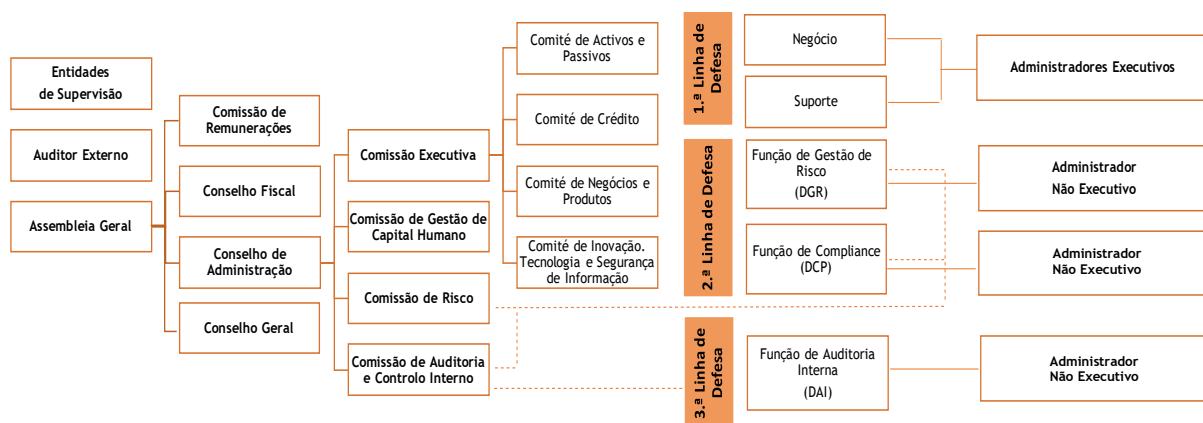 Entidades
de Supervisão
Auditor Externo
Assembleia Geral
Comissão de
Remunerações
Conselho Fiscal
Conselho de
Administração
Conselho Geral
Comissão Executiva
Comissão de Gestão de
Capital Humano
Comissão de Risco
Comissão de Auditoria
e Controlo Interno
Comité de Activos e
Passivos
Comité de Crédito
Comité de Negócios e
Produtos
Comité de Inovação.
Tecnologia e Segurança
de Informação
1.ª Linha de
Defesa
Negócio
Suporte
Administradores Executivos
2.ª Linha de Defesa
Função de Gestão de
Risco
(DGR)
Administrador
Não Executivo
Função de Compliance
(DCP)
Administrador
Não Executivo
3.ª Linha de
Defesa
Função de Auditoria
Interna
(DAI)
Administrador
Não Executivo